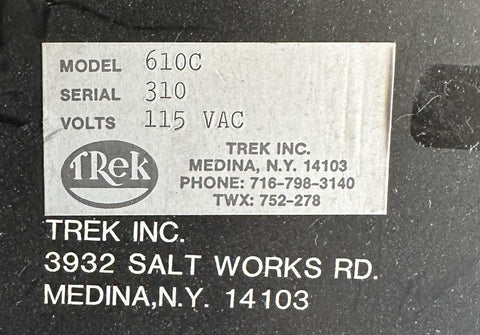 MODEL 610C
SERIAL 310
VOLTS 115 VAC
TREK
TREK INC.
MEDINA, N.Y. 14103
PHONE: 716-798-3140
TWX: 752-278
TREK INC.
3932 SALT WORKS RD.
MEDINA,N.Y. 14103